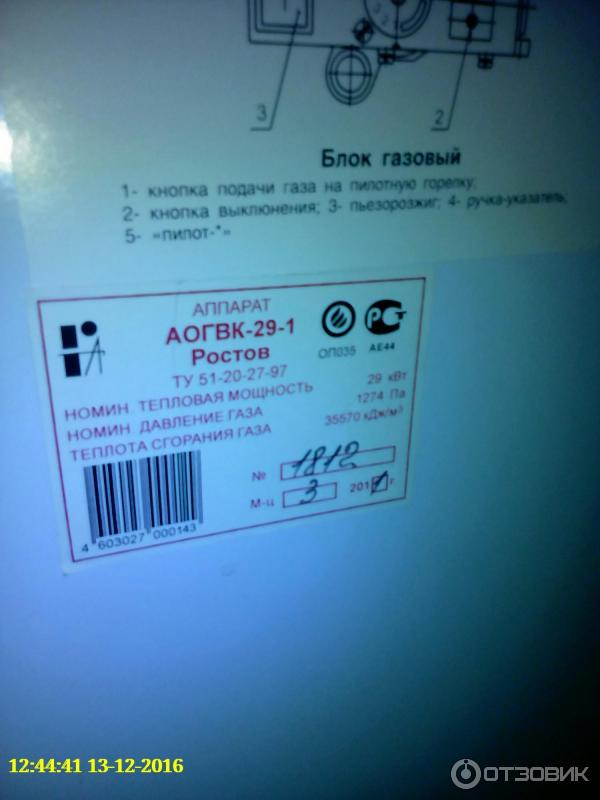 3
2
Блок газовый
1- кнопка подачи газа на пилотную горелку;
2- кнопка выключения; 3- пьезорозжиг; 4- ручка-указатель;
5- «пилот-*»
АППАРАТ
АОГВК-29-1
Ростов
ТУ 51-20-27-97
ОП035
АЕ44
НОМИН. ТЕПЛОВАЯ МОЩНОСТЬ 29 кВт
НОМИН. ДАВЛЕНИЕ ГАЗА 1274 Па
ТЕПЛОТА СГОРАНИЯ ГАЗА 35570 кДж/м³
№ 1812
М-ц 3 2011 г
4 603027 000143
12:44:41 13-12-2016
ОТЗОВИК